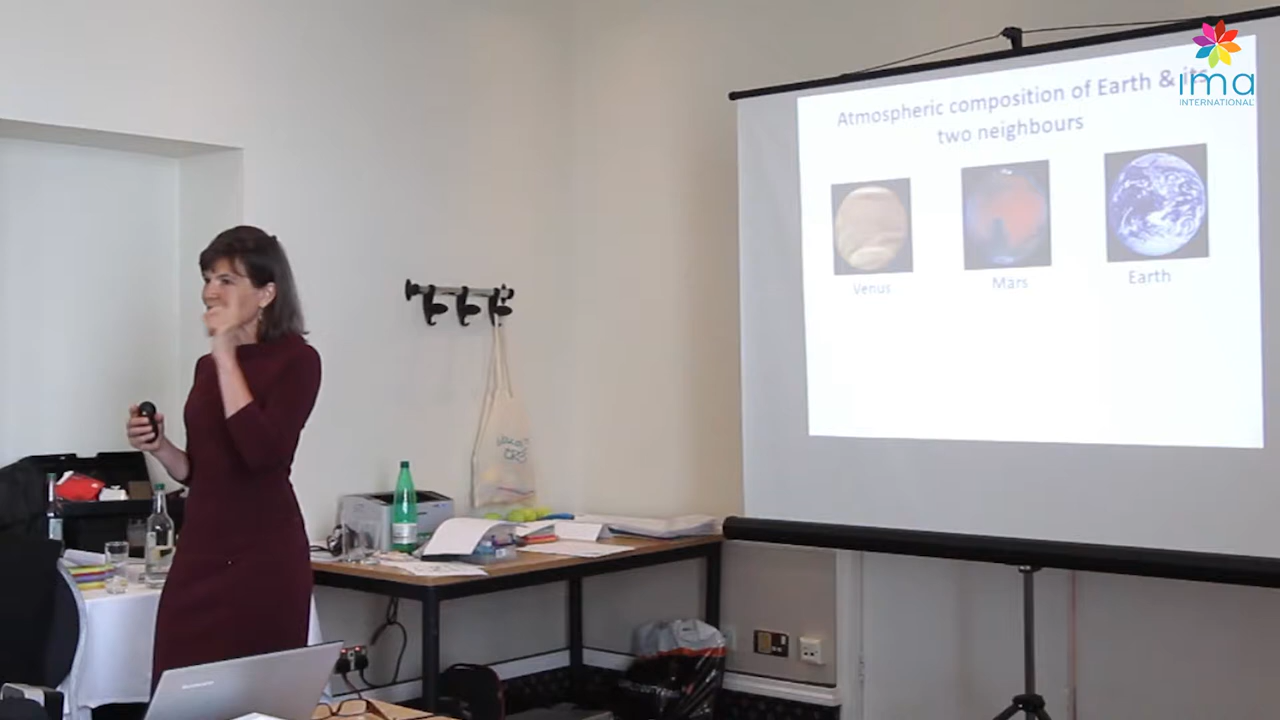 Atmospheric composition of Earth & its
two neighbours
Venus
Mars
Earth
ima
INTERNATIONAL